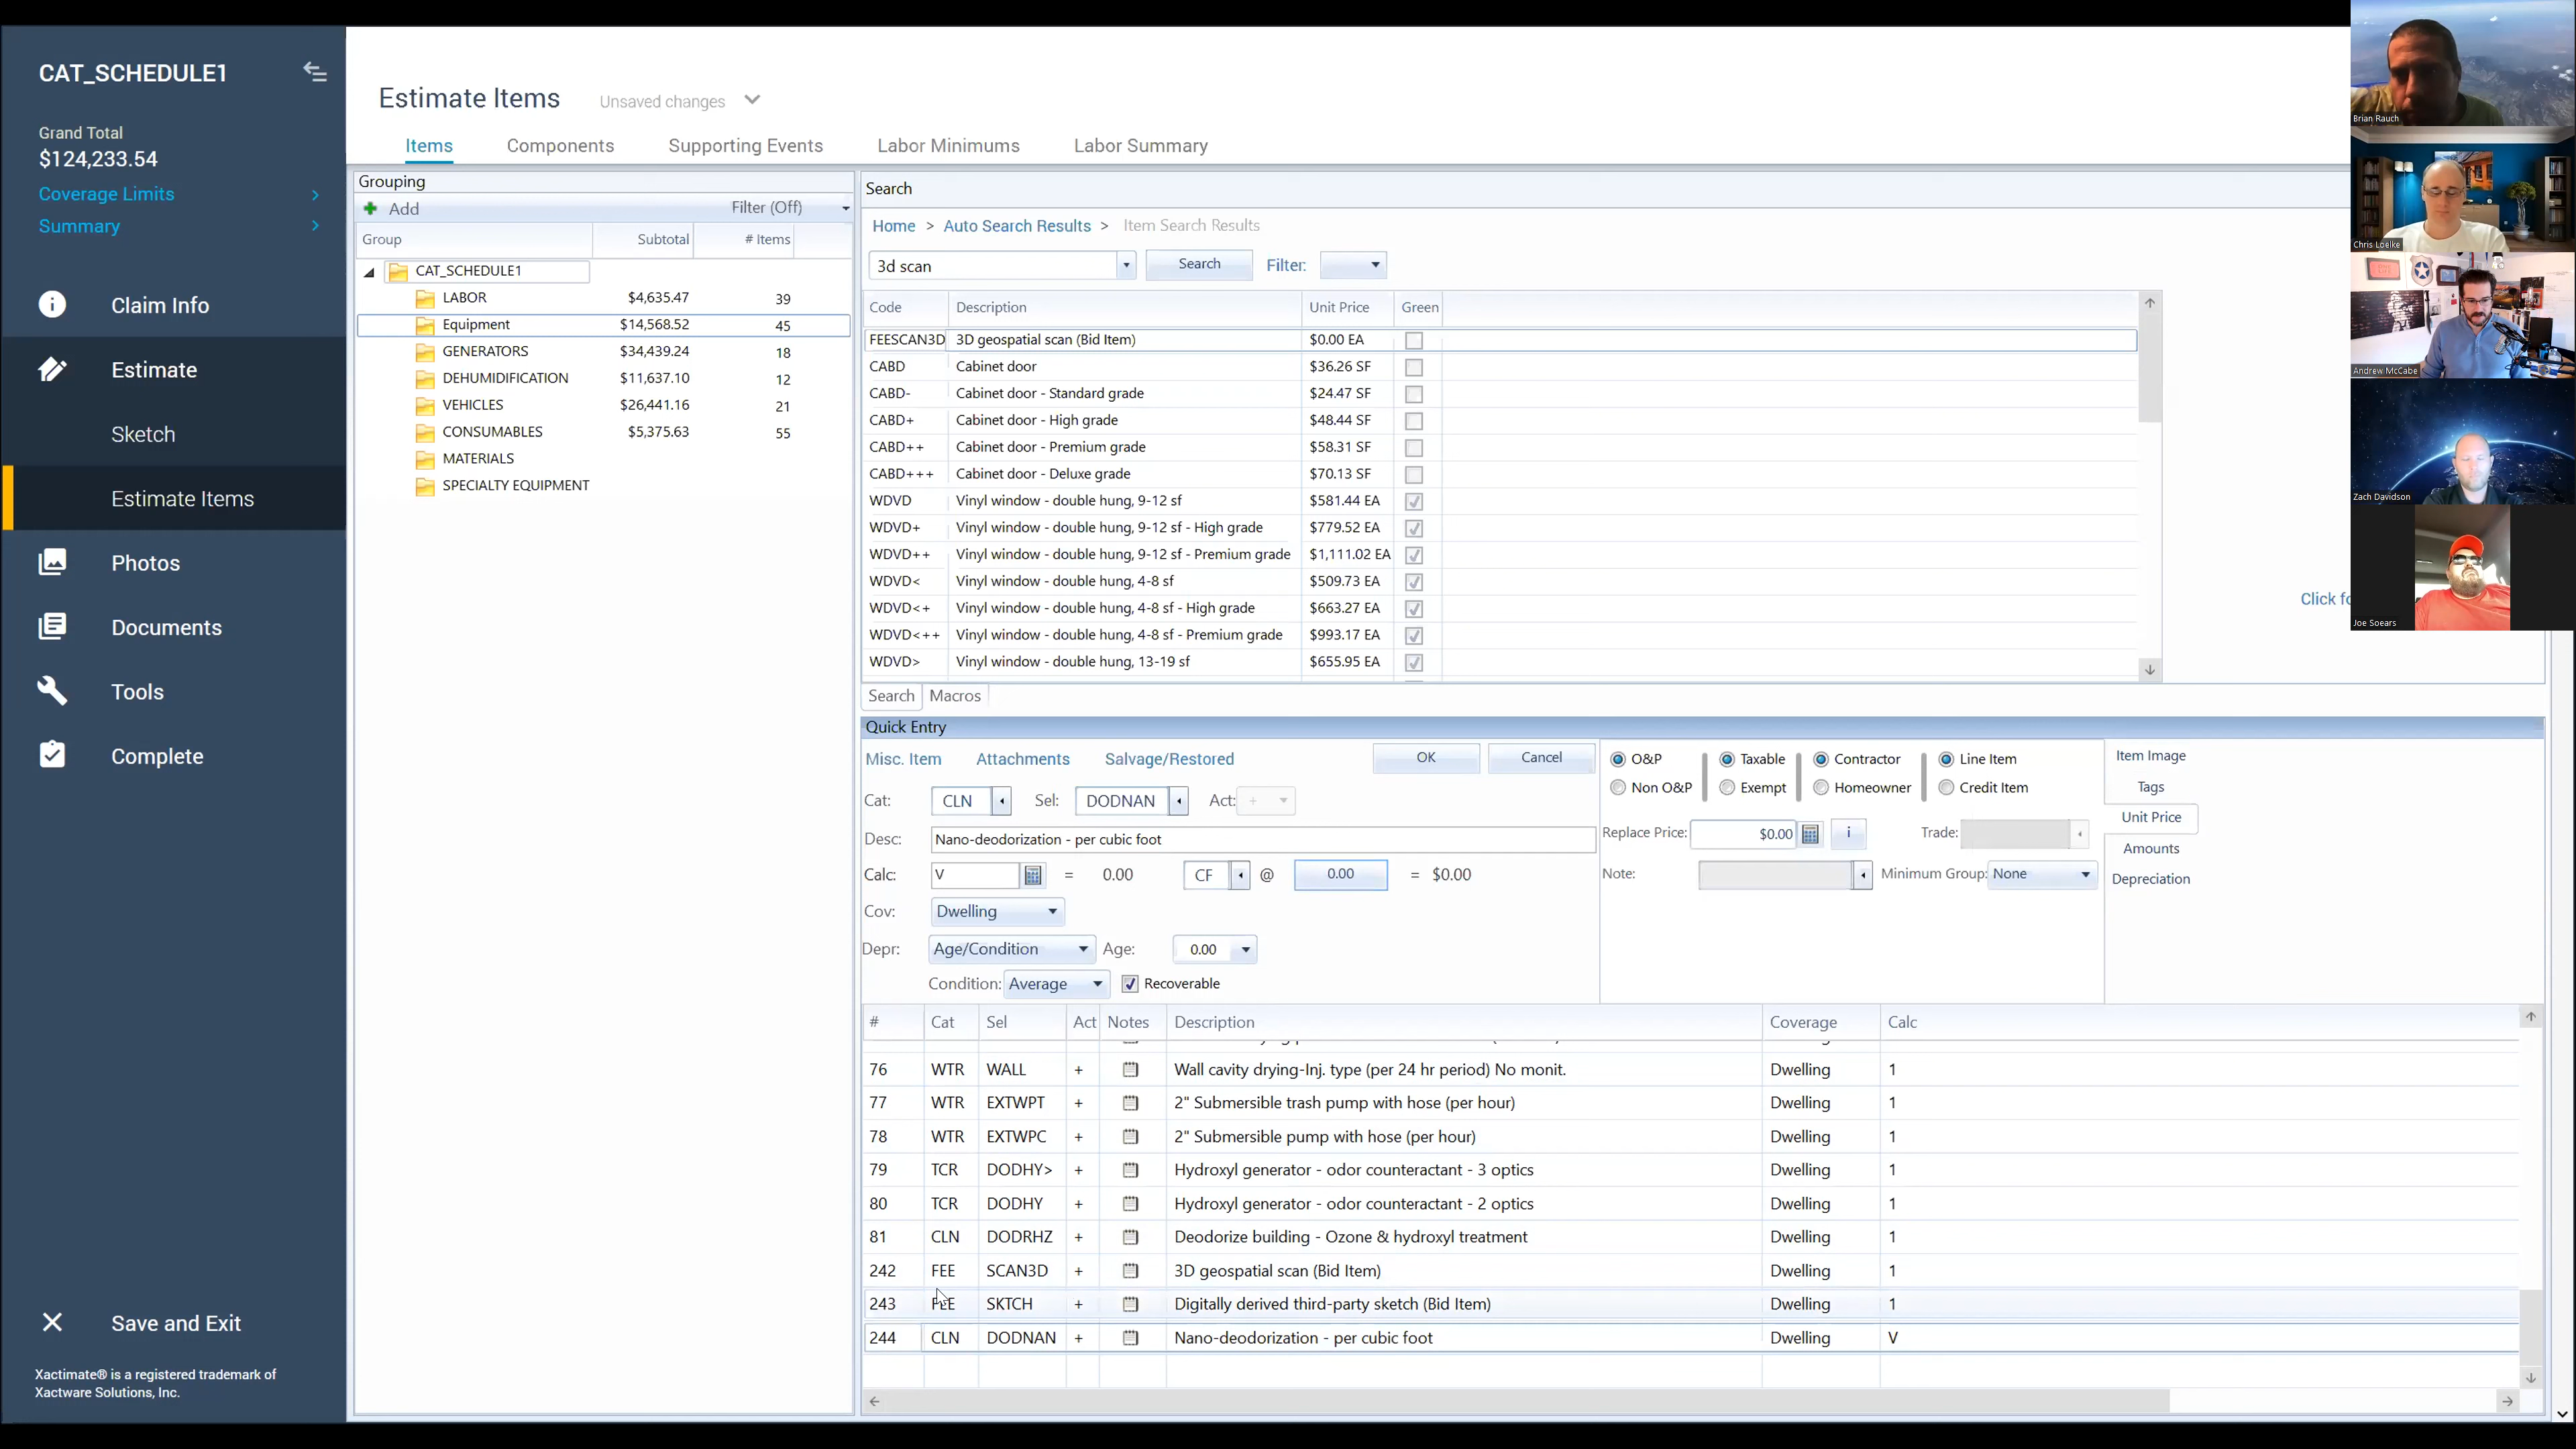 CAT_SCHEDULE1
Grand Total
$124,233.54
Coverage Limits
Summary
Claim Info
Estimate
Sketch
Estimate Items
Photos
Documents
Tools
Complete
Save and Exit
Xactimate® is a registered trademark of
Xactware Solutions, Inc.
Estimate Items Unsaved changes
Items Components Supporting Events Labor Minimums Labor Summary
Grouping
Add Filter (Off)
Group Subtotal # Items
CAT_SCHEDULE1
LABOR $4,635.47 39
Equipment $14,568.52 45
GENERATORS $34,439.24 18
DEHUMIDIFICATION $11,637.10 12
VEHICLES $26,441.16 21
CONSUMABLES $5,375.63 55
MATERIALS
SPECIALTY EQUIPMENT
Search
Home > Auto Search Results > Item Search Results
3d scan Search Filter:
Code Description Unit Price Green
FEESCAN3D 3D geospatial scan (Bid Item) $0.00 EA
CABD Cabinet door $36.26 SF
CABD- Cabinet door - Standard grade $24.47 SF
CABD+ Cabinet door - High grade $48.44 SF
CABD++ Cabinet door - Premium grade $58.31 SF
CABD+++ Cabinet door - Deluxe grade $70.13 SF
WDVD Vinyl window - double hung, 9-12 sf $581.44 EA
WDVD+ Vinyl window - double hung, 9-12 sf - High grade $779.52 EA
WDVD++ Vinyl window - double hung, 9-12 sf - Premium grade $1,111.02 EA
WDVD< Vinyl window - double hung, 4-8 sf $509.73 EA
WDVD<+ Vinyl window - double hung, 4-8 sf - High grade $663.27 EA
WDVD<++ Vinyl window - double hung, 4-8 sf - Premium grade $993.17 EA
WDVD> Vinyl window - double hung, 13-19 sf $655.95 EA
Click fo
Search Macros
Quick Entry
Misc. Item Attachments Salvage/Restored OK Cancel
Cat: CLN Sel: DODNAN Act: +
Desc: Nano-deodorization - per cubic foot
Calc: V = 0.00 CF @ 0.00 = $0.00
Cov: Dwelling
Depr: Age/Condition Age: 0.00
Condition: Average Recoverable
O&P Taxable Contractor Line Item
Non O&P Exempt Homeowner Credit Item
Replace Price: $0.00 i Trade:
Note: Minimum Group: None
Item Image
Tags
Unit Price
Amounts
Depreciation
# Cat Sel Act Notes Description Coverage Calc
76 WTR WALL + Wall cavity drying-Inj. type (per 24 hr period) No monit. Dwelling 1
77 WTR EXTWPT + 2" Submersible trash pump with hose (per hour) Dwelling 1
78 WTR EXTWPC + 2" Submersible pump with hose (per hour) Dwelling 1
79 TCR DODHY> + Hydroxyl generator - odor counteractant - 3 optics Dwelling 1
80 TCR DODHY + Hydroxyl generator - odor counteractant - 2 optics Dwelling 1
81 CLN DODRHZ + Deodorize building - Ozone & hydroxyl treatment Dwelling 1
242 FEE SCAN3D + 3D geospatial scan (Bid Item) Dwelling 1
243 FEE SKTCH + Digitally derived third-party sketch (Bid Item) Dwelling 1
244 CLN DODNAN + Nano-deodorization - per cubic foot Dwelling V
Brian Rauch
Chris Loelke
Andrew McCabe
Zach Davidson
Joe Soears